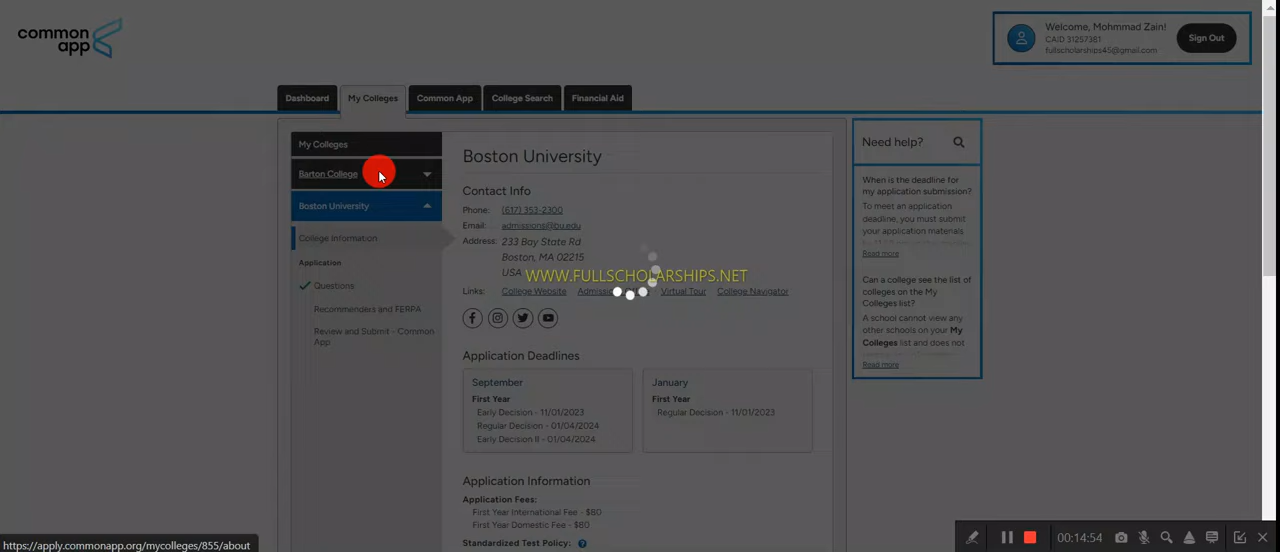 common
app
Welcome, Mohmmad Zain!
CAID 31257381
fullscholarships45@gmail.com
Sign Out
Dashboard
My Colleges
Common App
College Search
Financial Aid
My Colleges
Barton College
Boston University
College Information
Application
Questions
Recommenders and FERPA
Review and Submit - Common
App
Boston University
Contact Info
Phone: (617) 353-2300
Email: admissions@bu.edu
Address: 233 Bay State Rd
Boston, MA 02215
USA
WWW.FULLSCHOLARSHIPS.NET
Links: College Website Virtual Tour College Navigator
Application Deadlines
September
First Year
Early Decision - 11/01/2023
Regular Decision - 01/04/2024
Early Decision II - 01/04/2024
January
First Year
Regular Decision - 11/01/2023
Application Information
Application Fees:
First Year International Fee - $80
First Year Domestic Fee - $80
Standardized Test Policy: ?
Need help?
When is the deadline for
my application submission?
To meet an application
deadline, you must submit
your application materials
Read more
Can a college see the list of
colleges on the My
Colleges list?
A school cannot view any
other schools on your My
Colleges list and does not
Read more
https://apply.commonapp.org/mycolleges/855/about
00:14:54